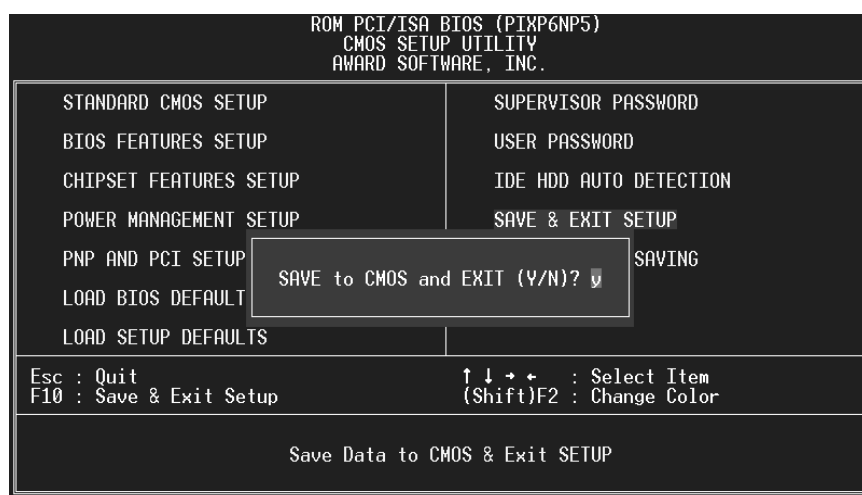 ROM PCI/ISA BIOS (PIXP6NP5)
CMOS SETUP UTILITY
AWARD SOFTWARE, INC.
STANDARD CMOS SETUP
BIOS FEATURES SETUP
CHIPSET FEATURES SETUP
POWER MANAGEMENT SETUP
PNP AND PCI SETUP
LOAD BIOS DEFAULT
LOAD SETUP DEFAULTS
SUPERVISOR PASSWORD
USER PASSWORD
IDE HDD AUTO DETECTION
SAVE & EXIT SETUP
SAVING
SAVE to CMOS and EXIT (Y/N)? y
Esc : Quit
F10 : Save & Exit Setup
↑ ↓ → ← : Select Item
(Shift)F2 : Change Color
Save Data to CMOS & Exit SETUP